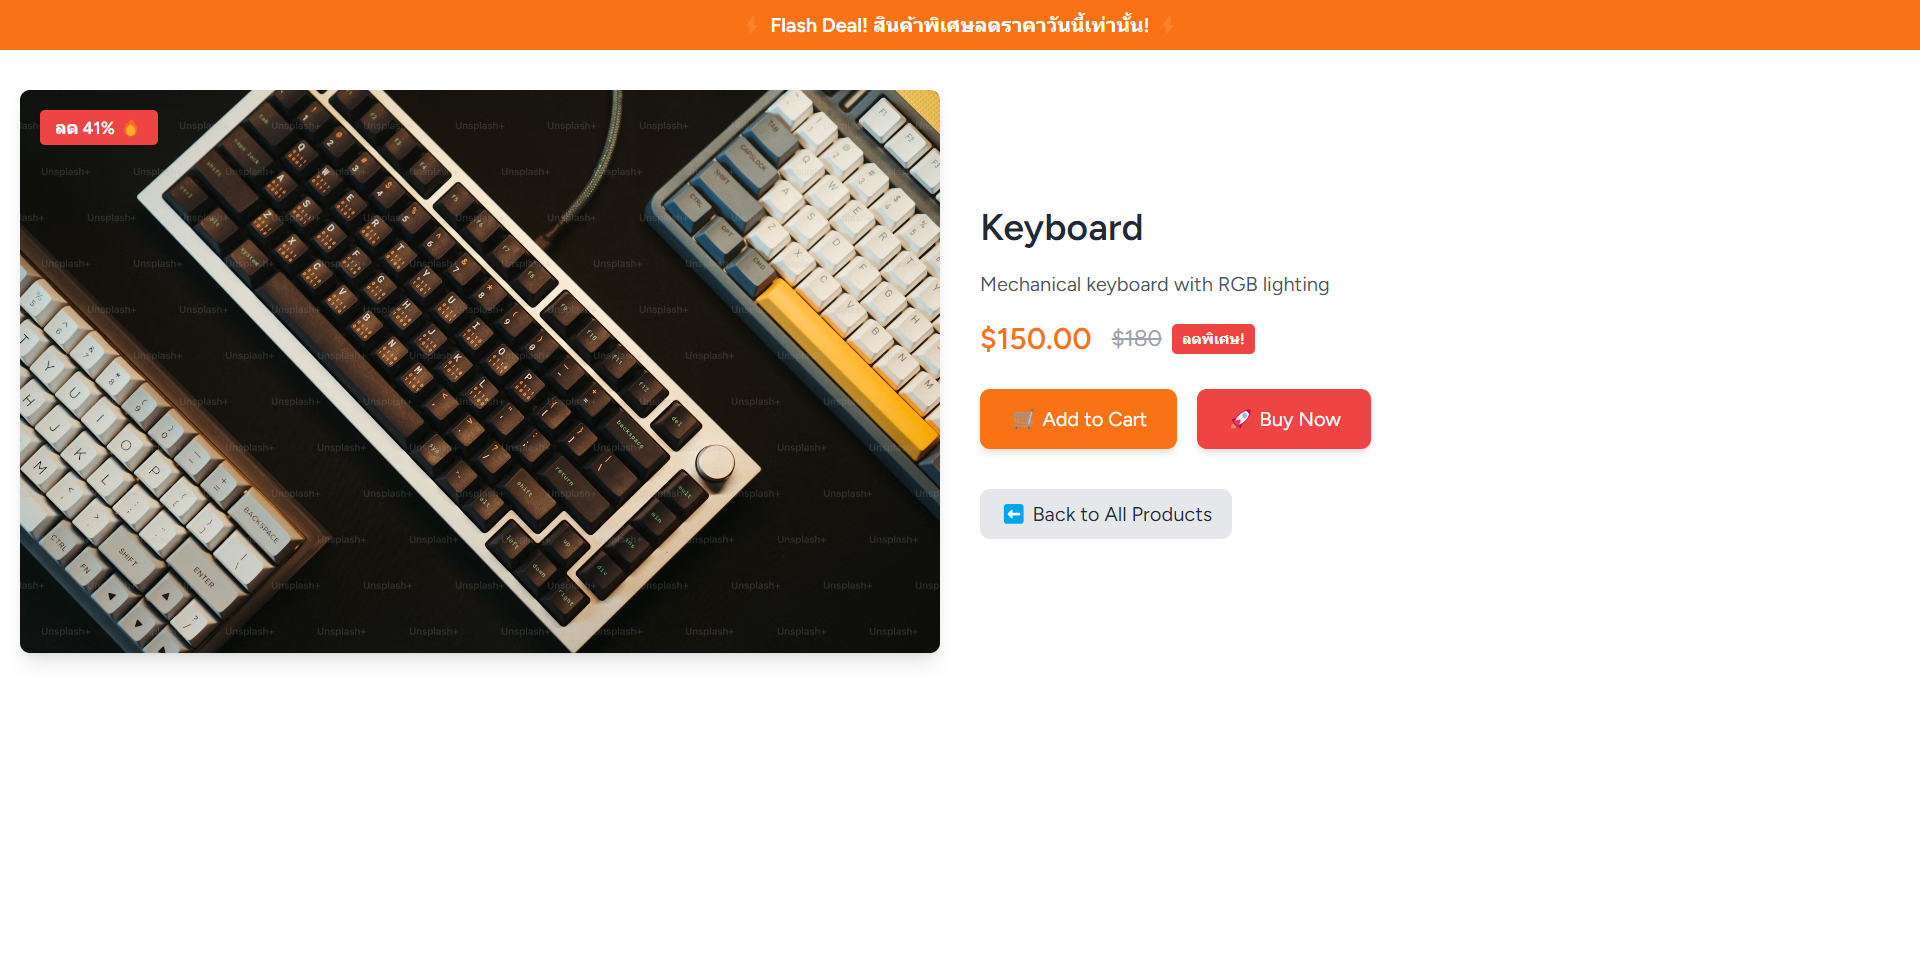 Flash Deal! สินค้าพิเศษลดราคาวันนี้เท่านั้น!
ลด 41%
Keyboard
Mechanical keyboard with RGB lighting
$150.00 $180 ลดพิเศษ!
Add to Cart Buy Now
Back to All Products
Unsplash+